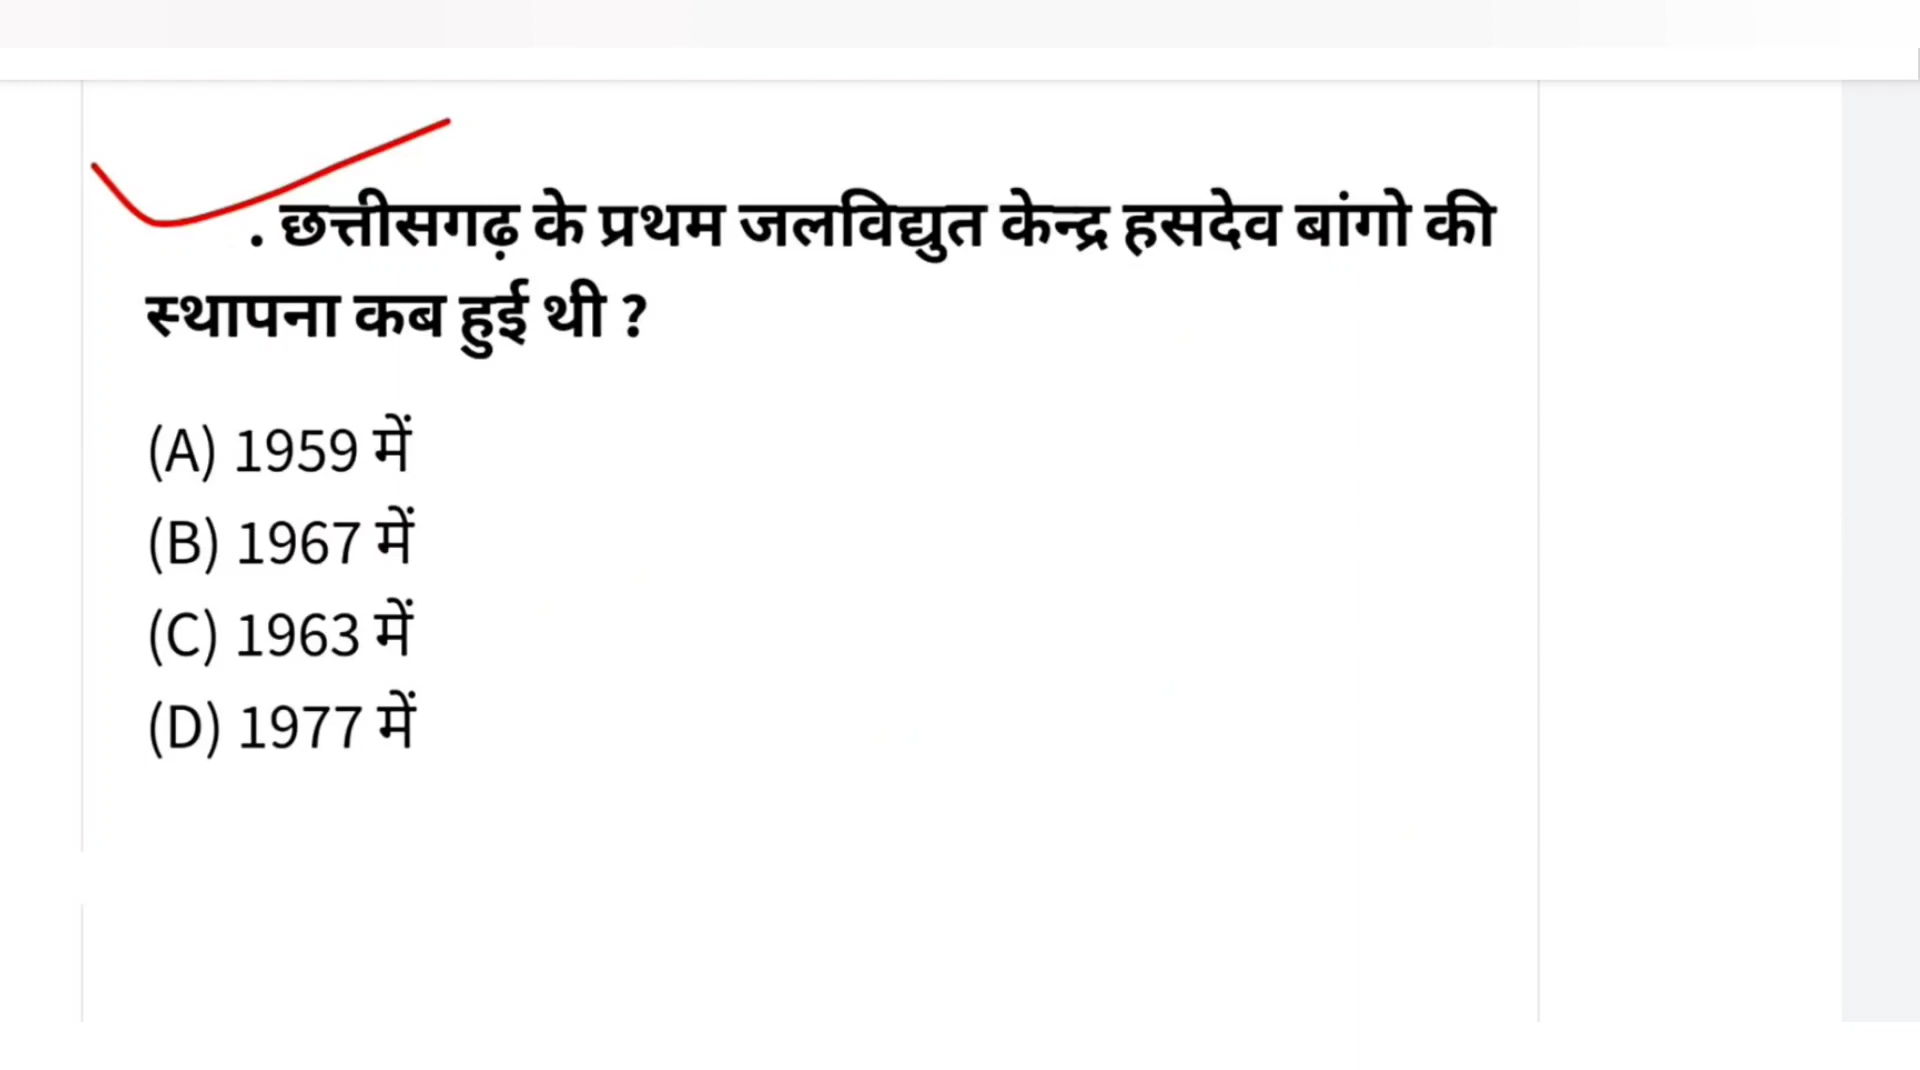 . छत्तीसगढ़ के प्रथम जलविद्युत केन्द्र हसदेव बांगो की
स्थापना कब हुई थी ?
(A) 1959 में
(B) 1967 में
(C) 1963 में
(D) 1977 में